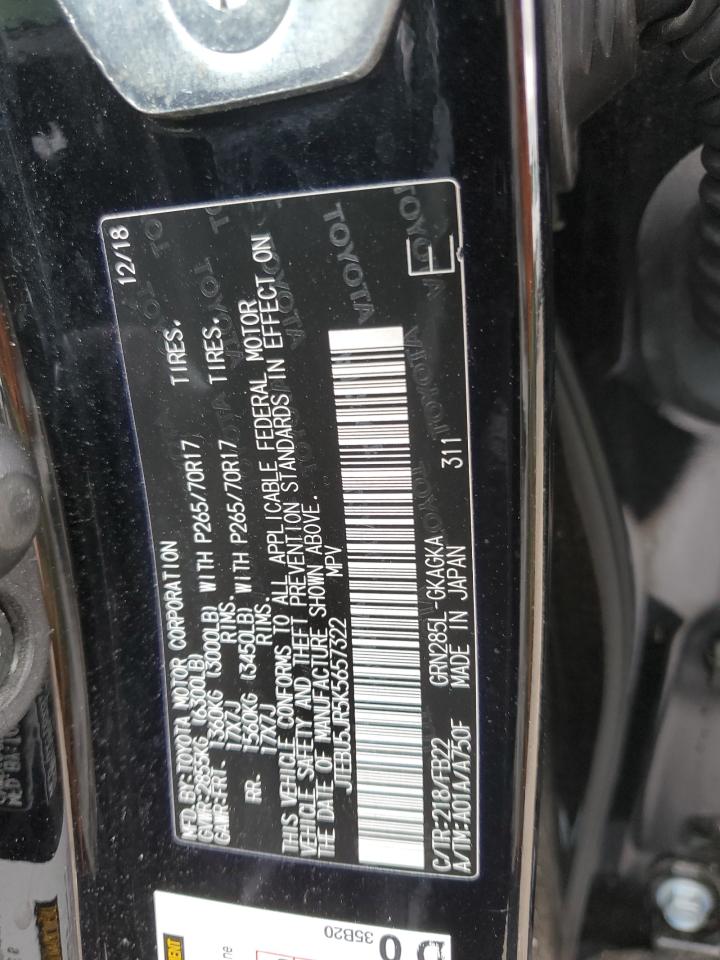 MFD. BY: TOYOTA MOTOR CORPORATION 12/18
GVWR-2855KG (6300LB)
GAWR-FRT. 1360KG (3000LB) WITH P265/70R17 TIRES.
17X7J RIMS.
RR. 1560KG (3450LB) WITH P265/70R17 TIRES.
17X7J RIMS.
THIS VEHICLE CONFORMS TO ALL APPLICABLE FEDERAL MOTOR
VEHICLE SAFETY AND THEFT PREVENTION STANDARDS IN EFFECT ON
THE DATE OF MANUFACTURE SHOWN ABOVE.
JTEBU5JR5K5657322 MPV
C/TR:218/FB22 GRN285L-GKAGKA
A/TM:A01A/A750F MADE IN JAPAN 311
TOYOTA
35B20